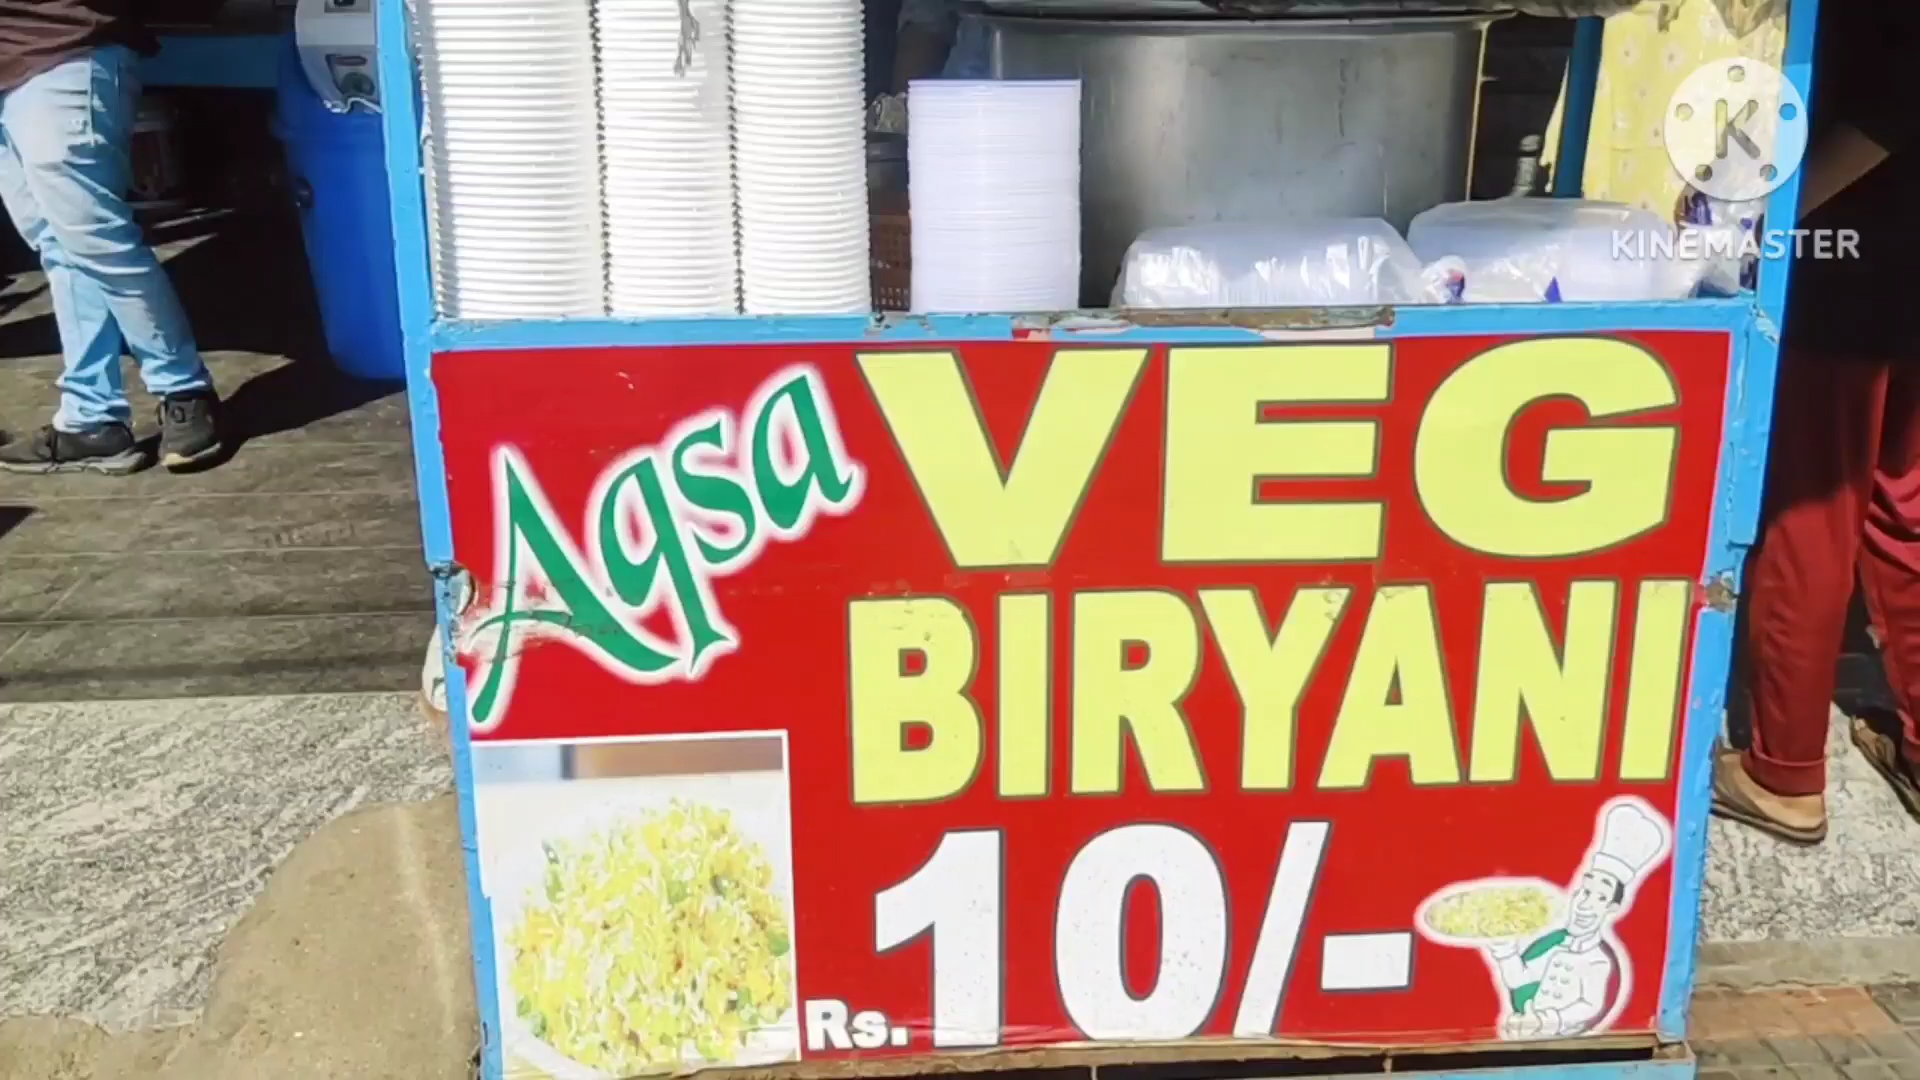 K
KINEMASTER
Aqsa
VEG
BIRYANI
Rs. 10/-